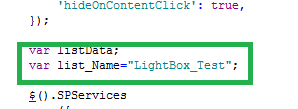 'hideOnContentClick': true,
});
var listData;
var list_Name="LightBox_Test";
$().SPServices
({